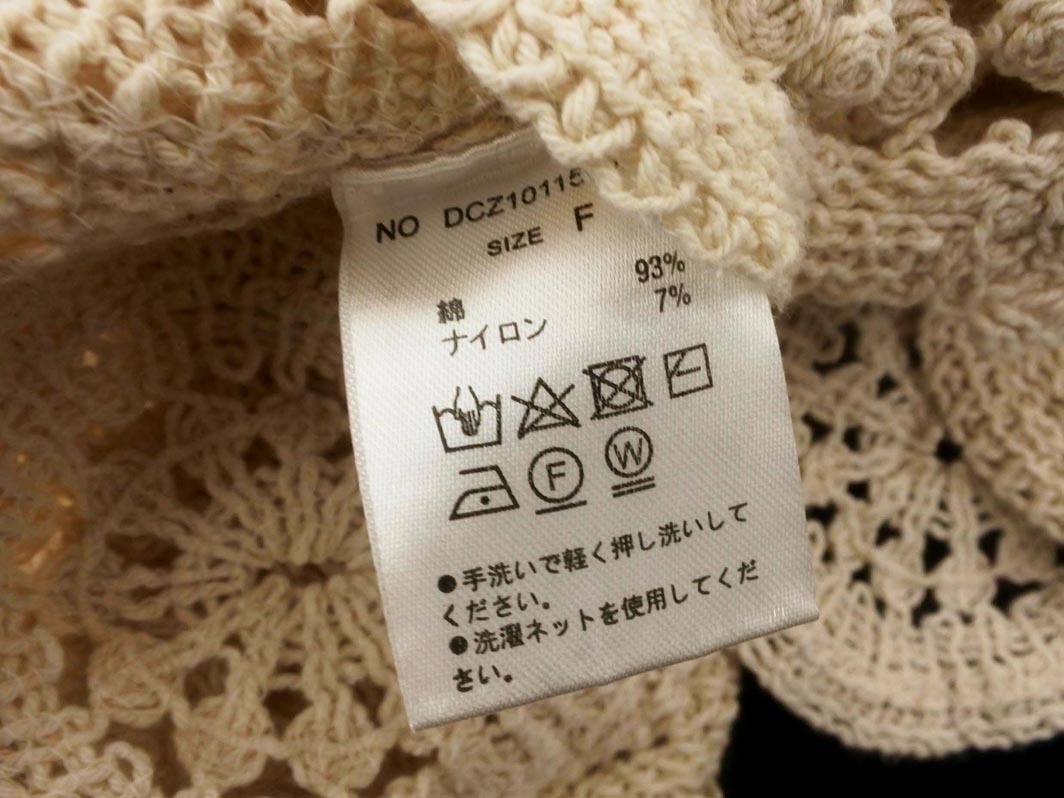 NO DCZ10115
SIZE F
綿 93%
ナイロン 7%
F W
●手洗いで軽く押し洗いして
ください。
●洗濯ネットを使用してくだ
さい。